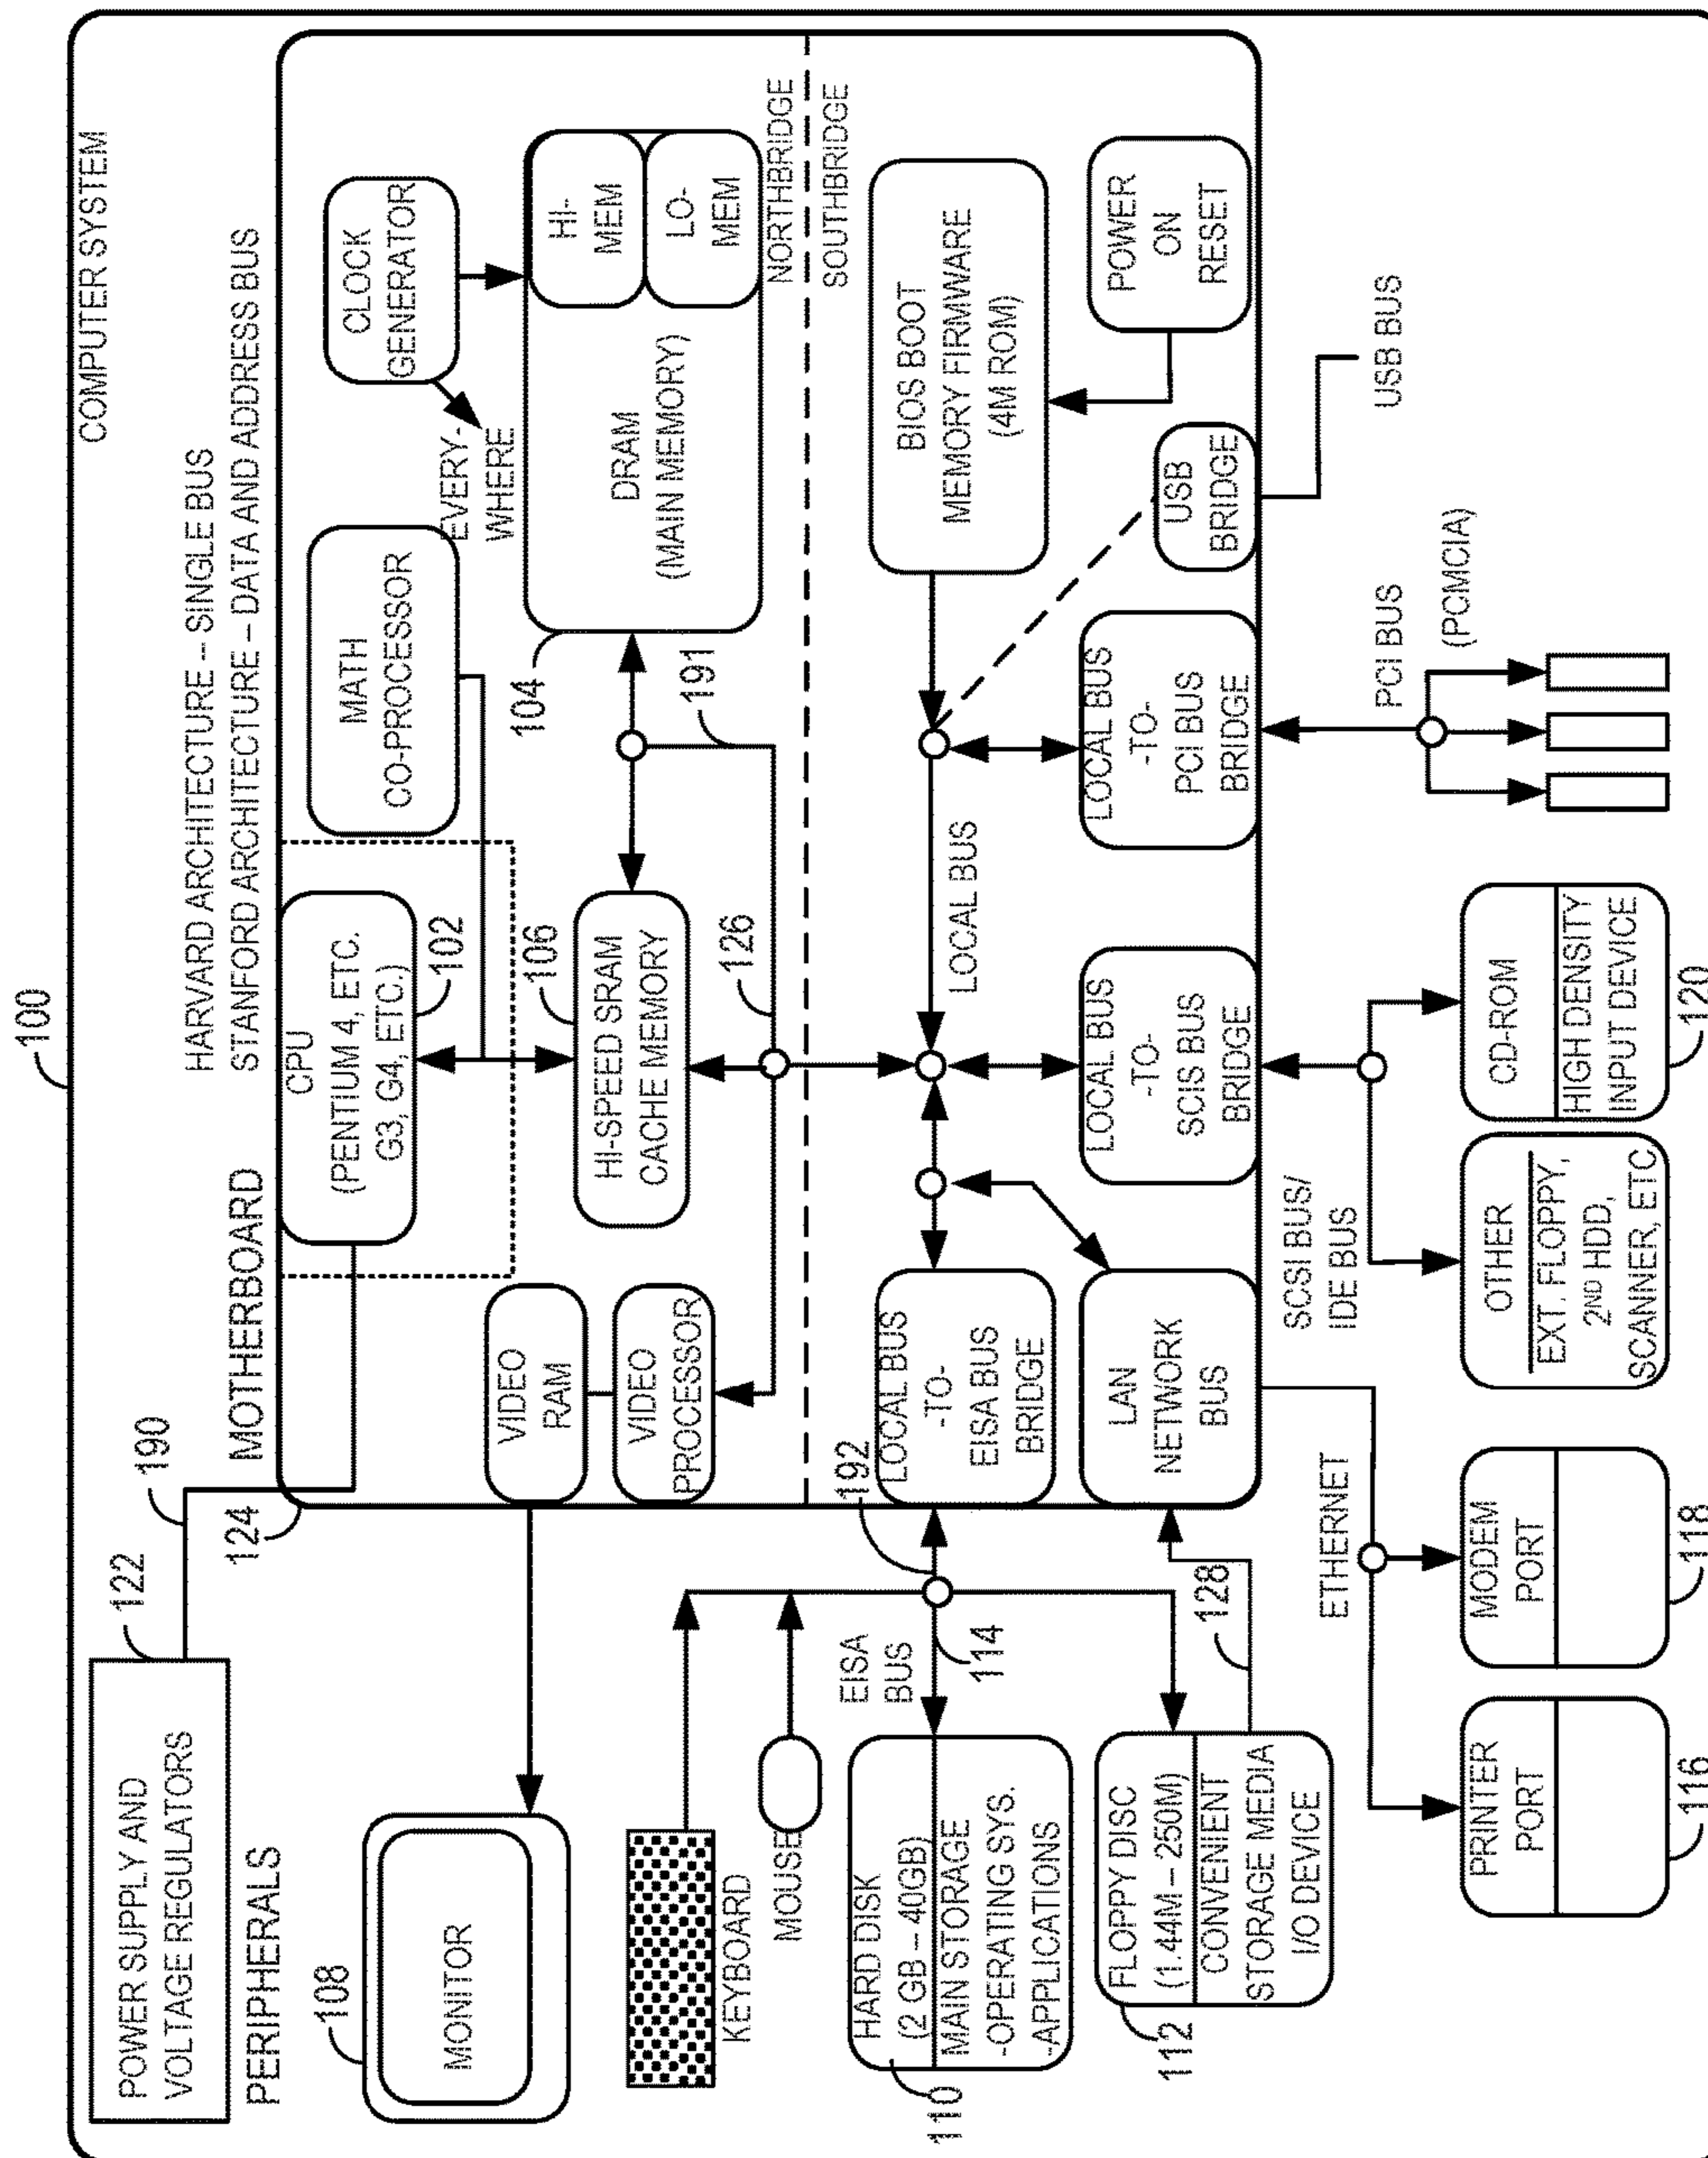 100
COMPUTER SYSTEM
HARVARD ARCHITECTURE – SINGLE BUS
STANFORD ARCHITECTURE – DATA AND ADDRESS BUS
POWER SUPPLY AND
VOLTAGE REGULATORS
122
190
PERIPHERALS
124
MOTHERBOARD
CPU
(PENTIUM 4, ETC.
G3, G4, ETC.)
102
MATH
CO-PROCESSOR
CLOCK
GENERATOR
EVERY-
WHERE
108
MONITOR
VIDEO
RAM
VIDEO
PROCESSOR
106
HI-SPEED SRAM
CACHE MEMORY
126
191
104
DRAM
(MAIN MEMORY)
HI-
MEM
LO-
MEM
NORTHBRIDGE
SOUTHBRIDGE
KEYBOARD
MOUSE
EISA
BUS
192
114
110
HARD DISK
(2 GB – 40GB)
MAIN STORAGE
-OPERATING SYS.
-APPLICATIONS
112
FLOPPY DISC
(1.44M – 250M)
CONVENIENT
STORAGE MEDIA
I/O DEVICE
128
LOCAL BUS
-TO-
EISA BUS
BRIDGE
LAN
NETWORK
BUS
LOCAL BUS
LOCAL BUS
-TO-
SCIS BUS
BRIDGE
LOCAL BUS
-TO-
PCI BUS
BRIDGE
BIOS BOOT
MEMORY FIRMWARE
(4M ROM)
USB
BRIDGE
POWER
ON
RESET
ETHERNET
SCSI BUS/
IDE BUS
PCI BUS
(PCMCIA)
USB BUS
PRINTER
PORT
116
MODEM
PORT
118
OTHER
EXT. FLOPPY,
2ND HDD,
SCANNER, ETC
CD-ROM
HIGH DENSITY
INPUT DEVICE
120